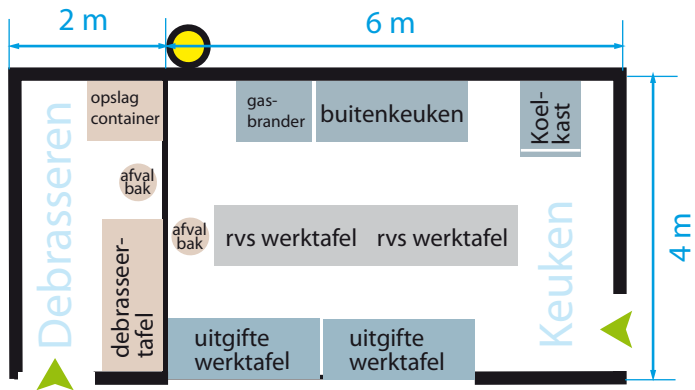 2 m
6 m
opslag
container
gas-
brander
buitenkeuken
Koel-
kast
Debrasseren
afval
bak
afval
bak
rvs werktafel
rvs werktafel
4 m
Keuken
debrasseer-
tafel
uitgifte
werktafel
uitgifte
werktafel